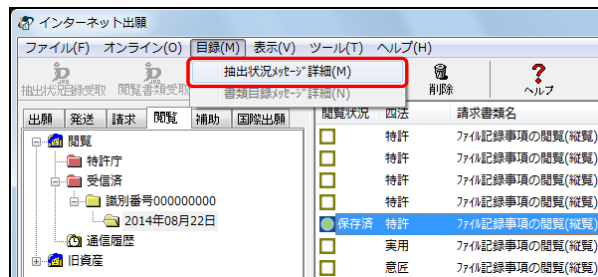 インターネット出願
ファイル(F) オンライン(O) 目録(M) 表示(V) ツール(T) ヘルプ(H)
抽出状況ﾒｯｾｰｼﾞ詳細(M)
書類目録ﾒｯｾｰｼﾞ詳細(N)
抽出状況目録受取 閲覧書類受取 削除 ヘルプ
出願 発送 請求 閲覧 補助 国際出願
閲覧
特許庁
受信済
識別番号000000000
2014年08月22日
通信履歴
旧資産
閲覧状況 四法 請求書類名
特許 ﾌｧｲﾙ記録事項の閲覧(縦覧)
特許 ﾌｧｲﾙ記録事項の閲覧(縦覧)
特許 ﾌｧｲﾙ記録事項の閲覧(縦覧)
特許 ﾌｧｲﾙ記録事項の閲覧(縦覧)
保存済 特許 ﾌｧｲﾙ記録事項の閲覧(縦覧)
実用 ﾌｧｲﾙ記録事項の閲覧(縦覧)
意匠 ﾌｧｲﾙ記録事項の閲覧(縦覧)